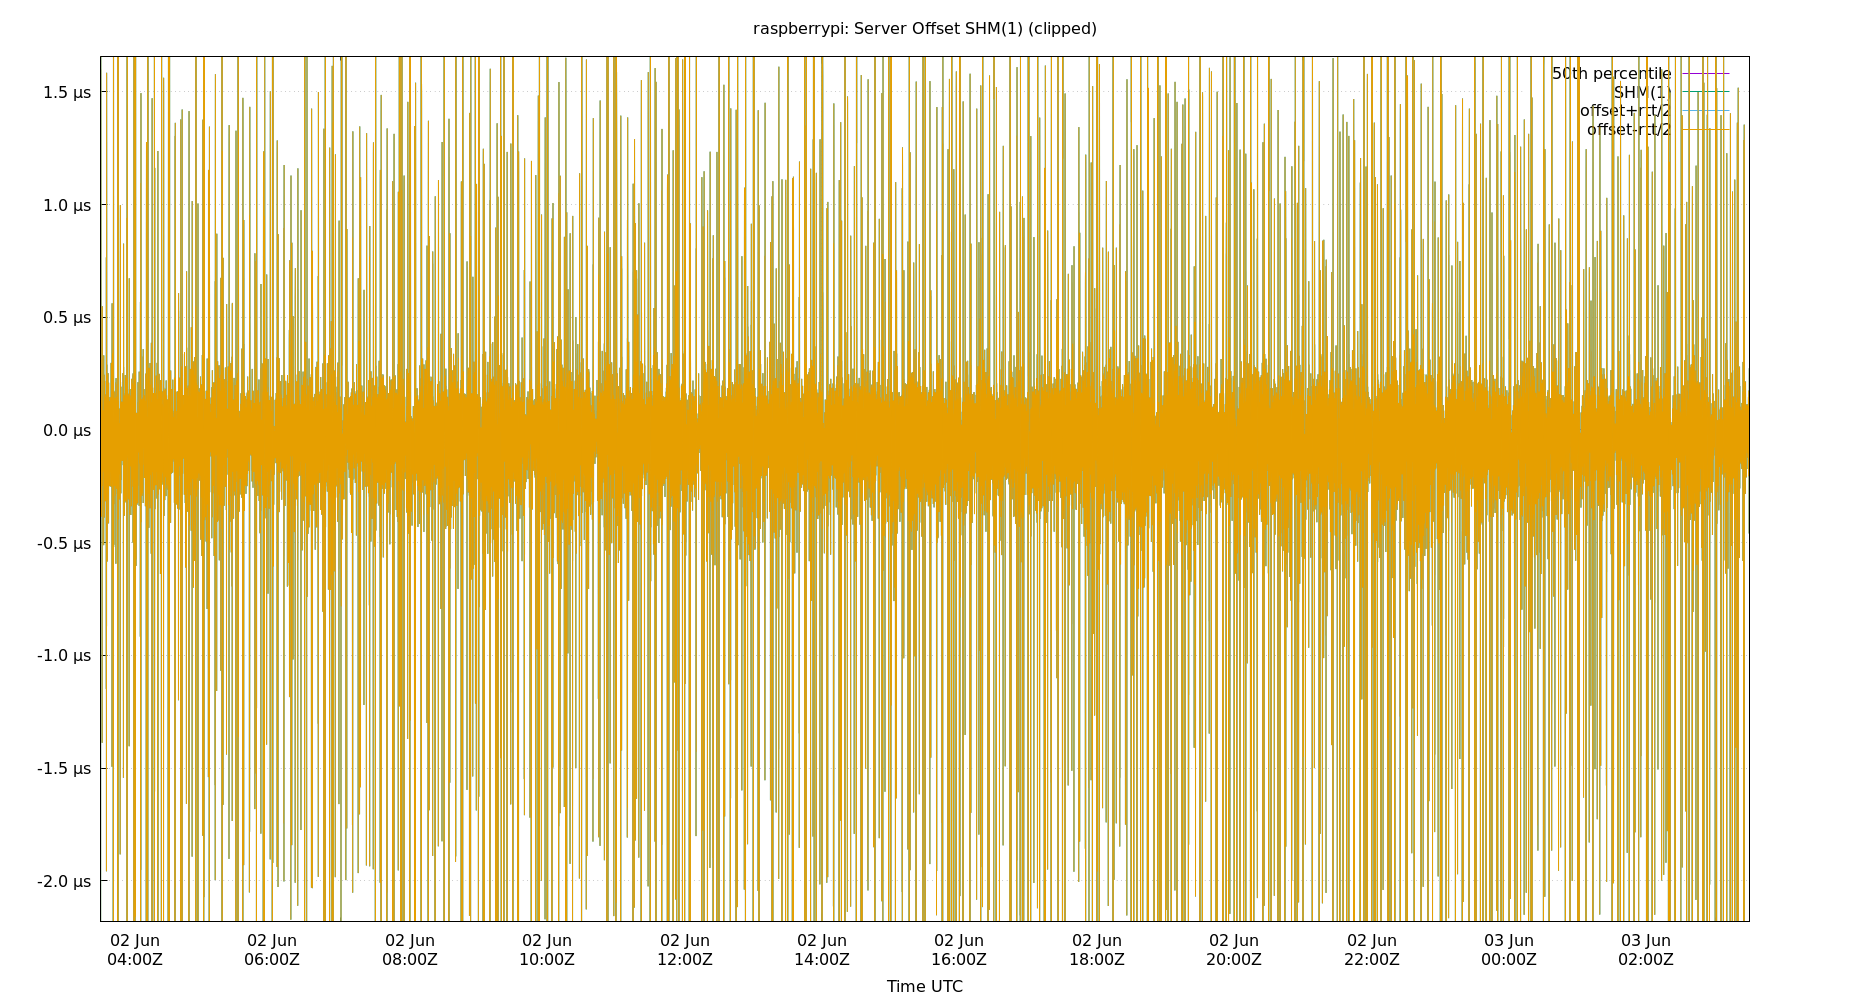 raspberrypi: Server Offset SHM(1) (clipped)
50th percentile
SHM(1)
offset+rtt/2
offset-rtt/2
1.5 µs
1.0 µs
0.5 µs
0.0 µs
-0.5 µs
-1.0 µs
-1.5 µs
-2.0 µs
02 Jun 02 Jun 02 Jun 02 Jun 02 Jun 02 Jun 02 Jun 02 Jun 02 Jun 02 Jun 03 Jun 03 Jun
04:00Z 06:00Z 08:00Z 10:00Z 12:00Z 14:00Z 16:00Z 18:00Z 20:00Z 22:00Z 00:00Z 02:00Z
Time UTC